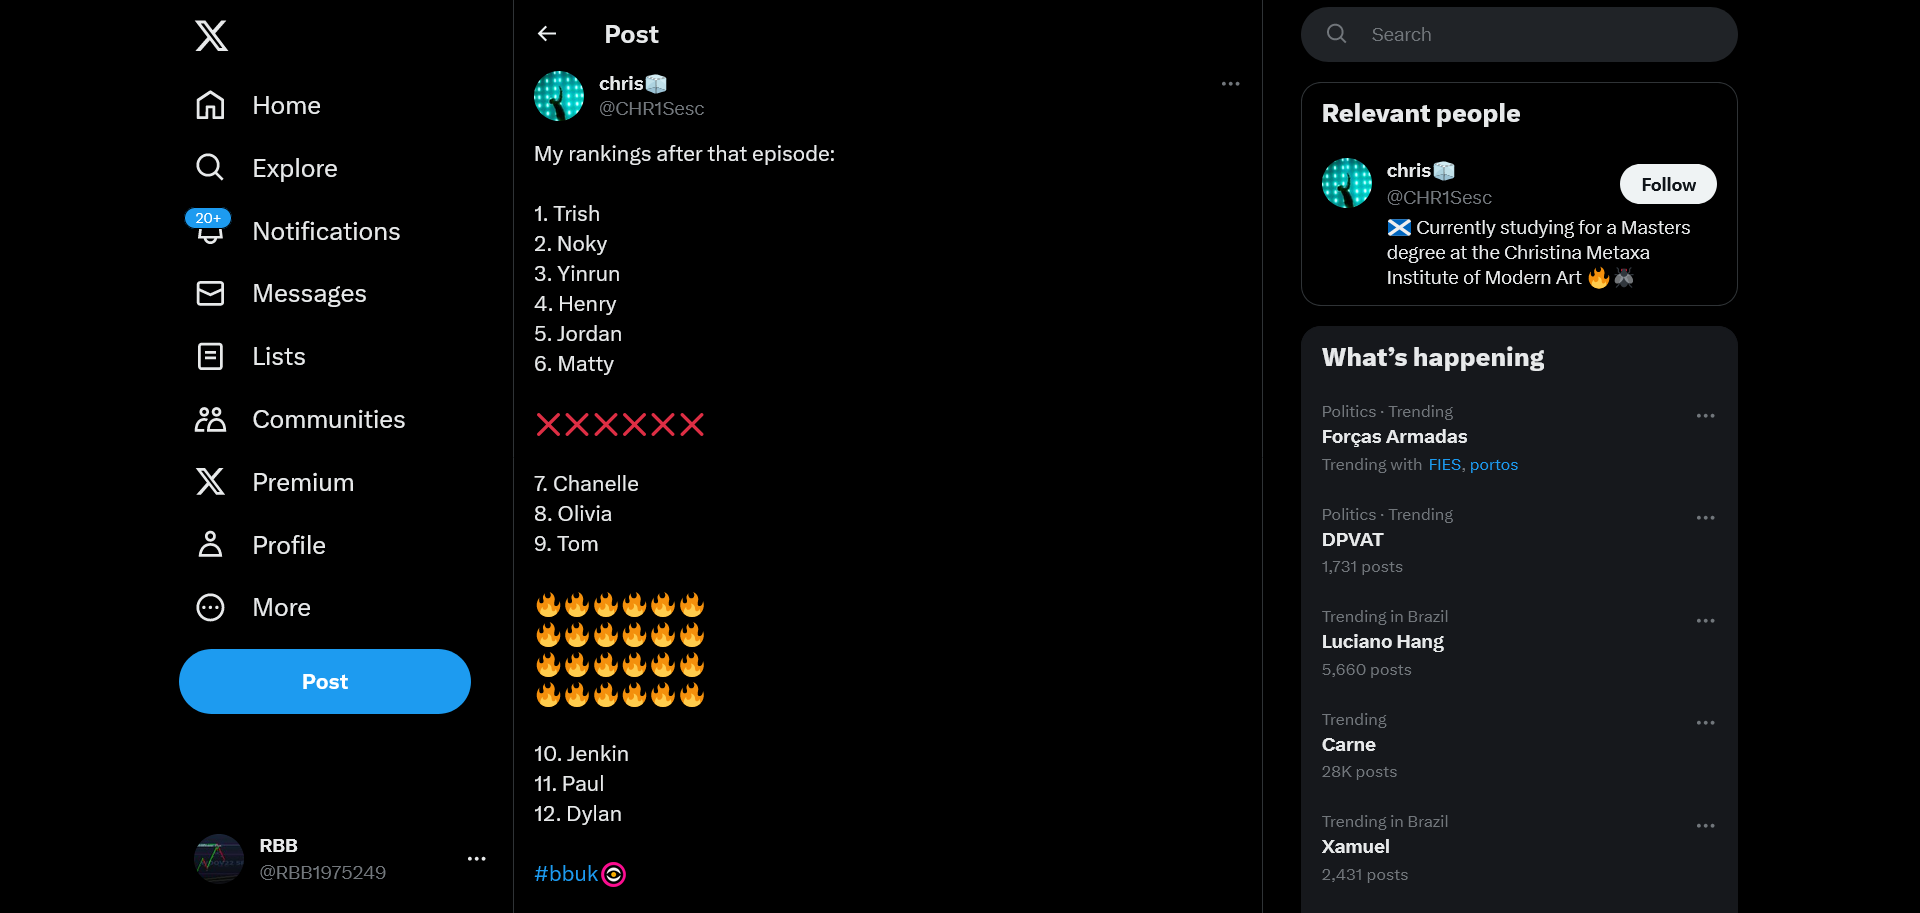 Home
Explore
20+
Notifications
Messages
Lists
Communities
Premium
Profile
More
Post
RBB
@RBB1975249
Post
chris🧊
@CHR1Sesc
My rankings after that episode:
1. Trish
2. Noky
3. Yinrun
4. Henry
5. Jordan
6. Matty
❌❌❌❌❌❌
7. Chanelle
8. Olivia
9. Tom
🔥🔥🔥🔥🔥🔥
🔥🔥🔥🔥🔥🔥
🔥🔥🔥🔥🔥🔥
🔥🔥🔥🔥🔥🔥
10. Jenkin
11. Paul
12. Dylan
#bbuk
Search
Relevant people
chris🧊
@CHR1Sesc
Follow
🏴󠁧󠁢󠁳󠁣󠁴󠁿 Currently studying for a Masters
degree at the Christina Metaxa
Institute of Modern Art 🔥🪰
What’s happening
Politics · Trending
Forças Armadas
Trending with FIES, portos
Politics · Trending
DPVAT
1,731 posts
Trending in Brazil
Luciano Hang
5,660 posts
Trending
Carne
28K posts
Trending in Brazil
Xamuel
2,431 posts